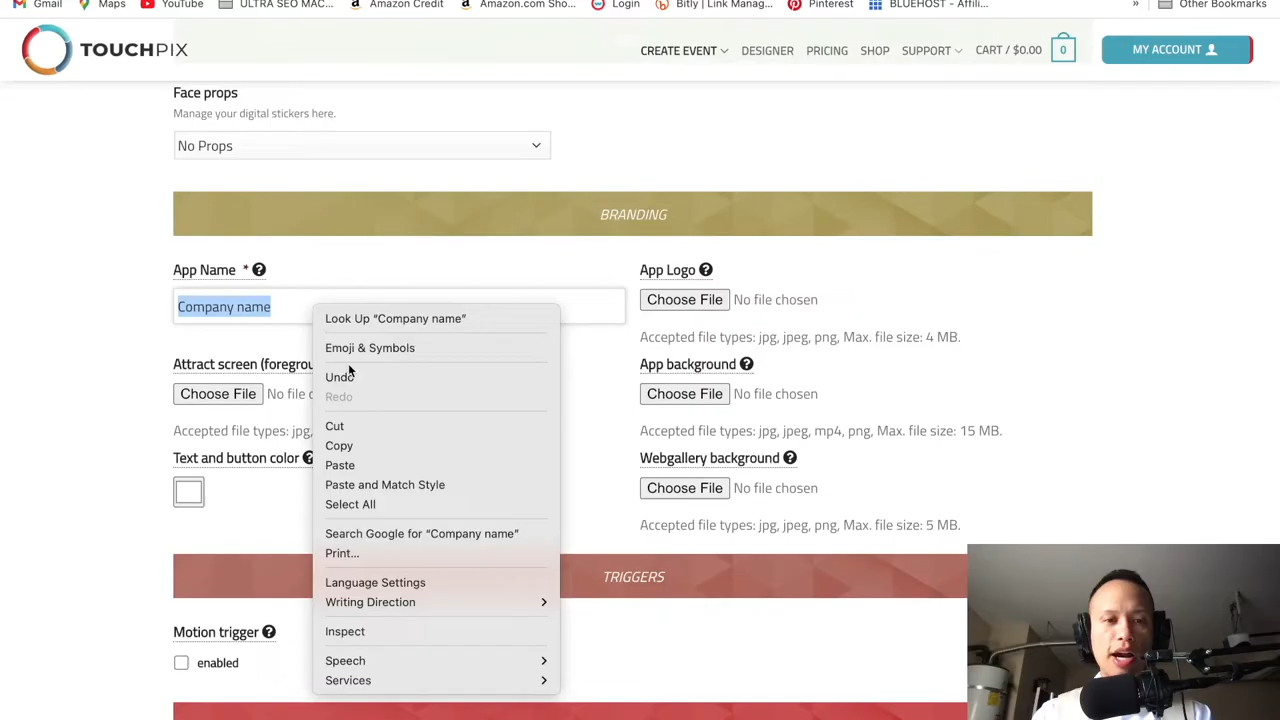 Gmail Maps YouTube ULTRA SEO MAC... Amazon Credit Amazon.com Sho... Login Bitly | Link Manag... Pinterest BLUEHOST - Affili... » Other Bookmarks
TOUCHPIX CREATE EVENT DESIGNER PRICING SHOP SUPPORT CART / $0.00 0 MY ACCOUNT
Face props
Manage your digital stickers here.
No Props
BRANDING
App Name * ?
App Logo ?
Company name
Choose File No file chosen
Accepted file types: jpg, jpeg, png, Max. file size: 4 MB.
Attract screen (foregrou
App background ?
Choose File No file
Choose File No file chosen
Accepted file types: jpg,
Accepted file types: jpg, jpeg, mp4, png, Max. file size: 15 MB.
Text and button color ?
Webgallery background ?
Choose File No file chosen
Accepted file types: jpg, jpeg, png, Max. file size: 5 MB.
TRIGGERS
Motion trigger ?
enabled
Look Up “Company name”
Emoji & Symbols
Undo
Redo
Cut
Copy
Paste
Paste and Match Style
Select All
Search Google for “Company name”
Print...
Language Settings
Writing Direction
Inspect
Speech
Services